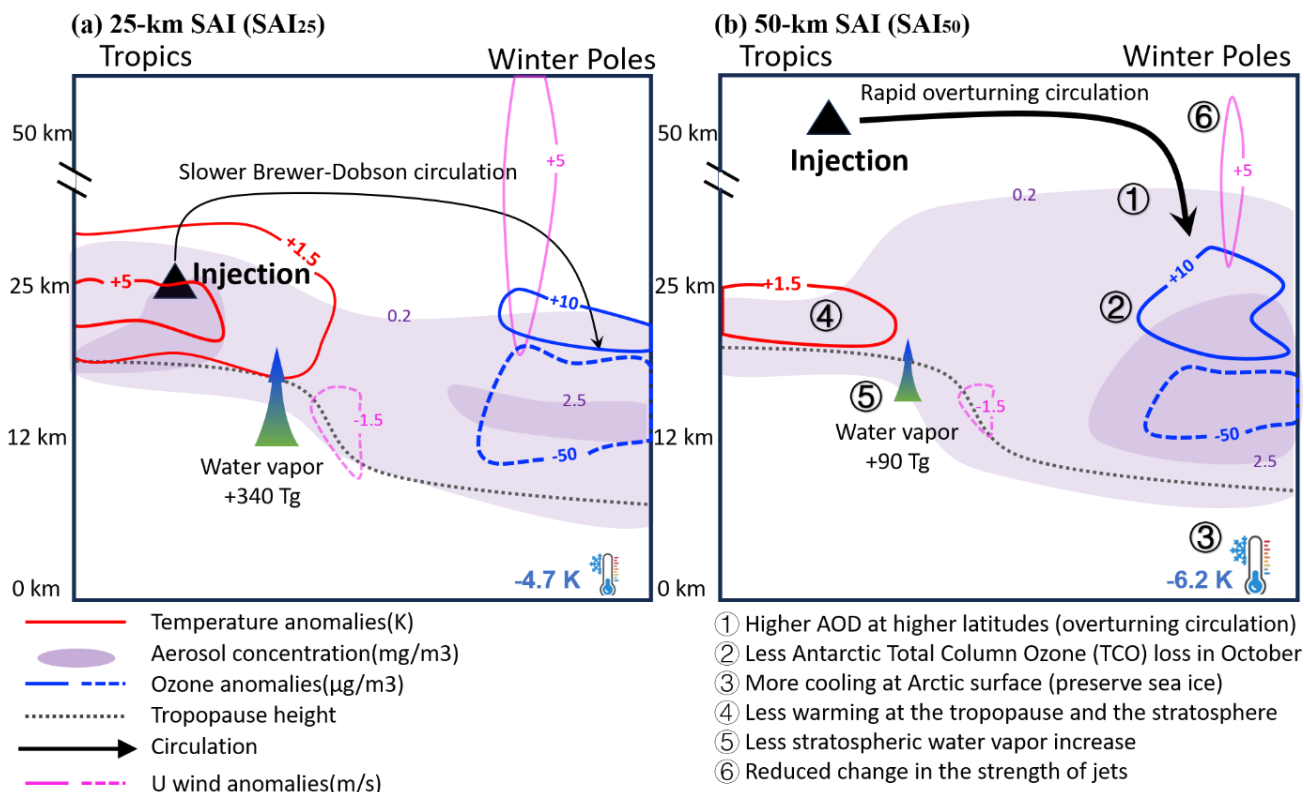 (a) 25-km SAI (SAI25)
Tropics
Winter Poles
50 km
25 km
12 km
0 km
Slower Brewer-Dobson circulation
Injection
+1.5
+5
+5
+10
0.2
2.5
-50
-1.5
Water vapor
+340 Tg
-4.7 K
(b) 50-km SAI (SAI50)
Tropics
Winter Poles
50 km
25 km
12 km
0 km
Rapid overturning circulation
Injection
⑥
+5
①
0.2
+10
②
+1.5
④
⑤
Water vapor
+90 Tg
-1.5
-50
2.5
③
-6.2 K
Temperature anomalies(K)
Aerosol concentration(mg/m3)
Ozone anomalies(µg/m3)
Tropopause height
Circulation
U wind anomalies(m/s)
① Higher AOD at higher latitudes (overturning circulation)
② Less Antarctic Total Column Ozone (TCO) loss in October
③ More cooling at Arctic surface (preserve sea ice)
④ Less warming at the tropopause and the stratosphere
⑤ Less stratospheric water vapor increase
⑥ Reduced change in the strength of jets